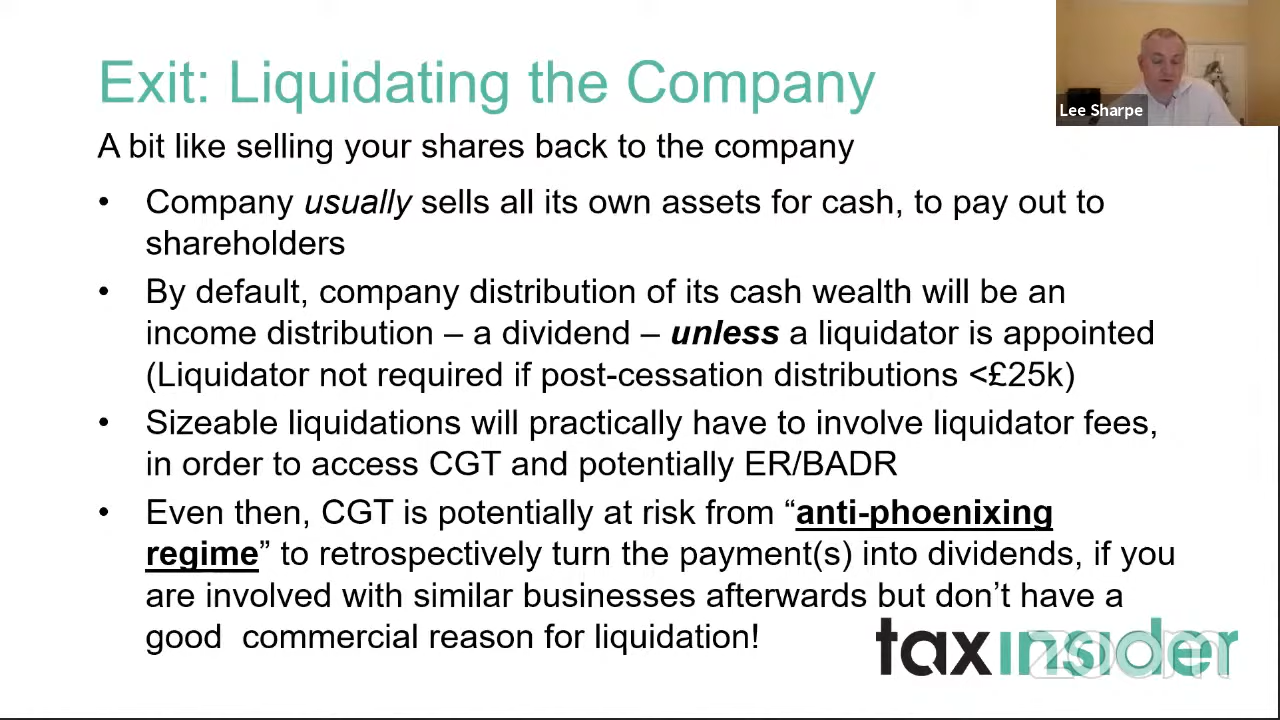 Exit: Liquidating the Company
Lee Sharpe
A bit like selling your shares back to the company
• Company usually sells all its own assets for cash, to pay out to
shareholders
• By default, company distribution of its cash wealth will be an
income distribution – a dividend – unless a liquidator is appointed
(Liquidator not required if post-cessation distributions <£25k)
• Sizeable liquidations will practically have to involve liquidator fees,
in order to access CGT and potentially ER/BADR
• Even then, CGT is potentially at risk from “anti-phoenixing
regime” to retrospectively turn the payment(s) into dividends, if you
are involved with similar businesses afterwards but don’t have a
good  commercial reason for liquidation!
taxinsider
zoom